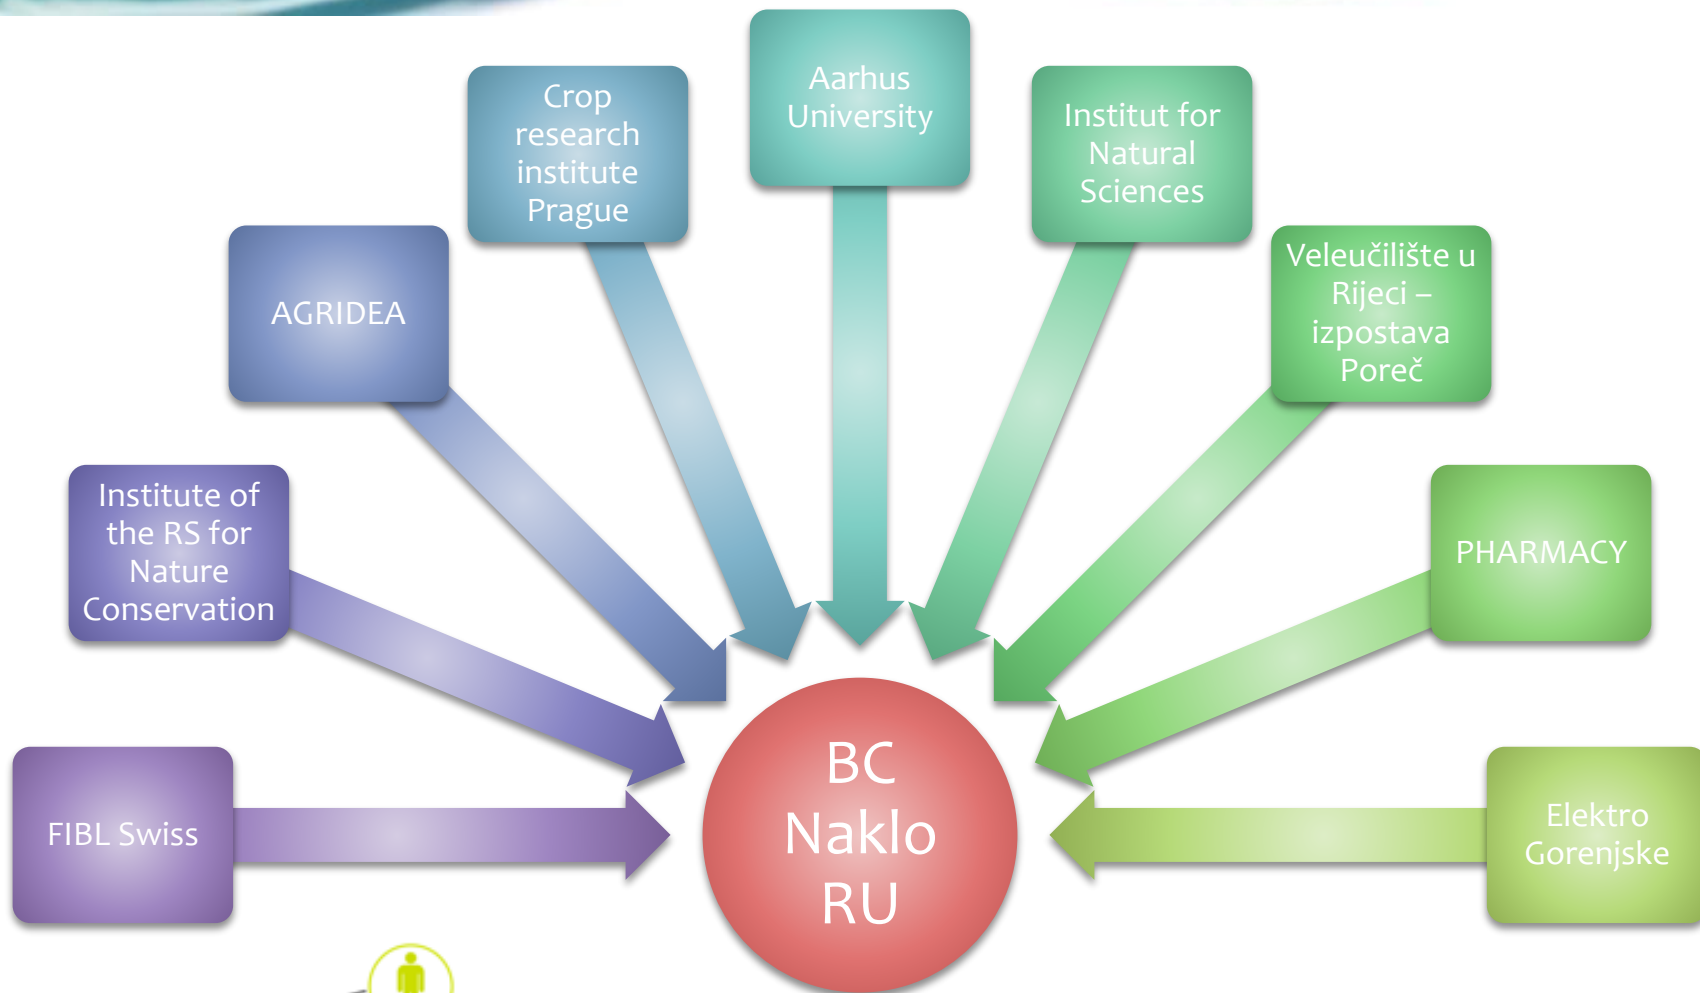 Aarhus
University
Crop
research
institute
Prague
Institut for
Natural
Sciences
AGRIDEA
Veleučilište u
Rijeci –
izpostava
Poreč
Institute of
the RS for
Nature
Conservation
PHARMACY
FIBL Swiss
BC
Naklo
RU
Elektro
Gorenjske